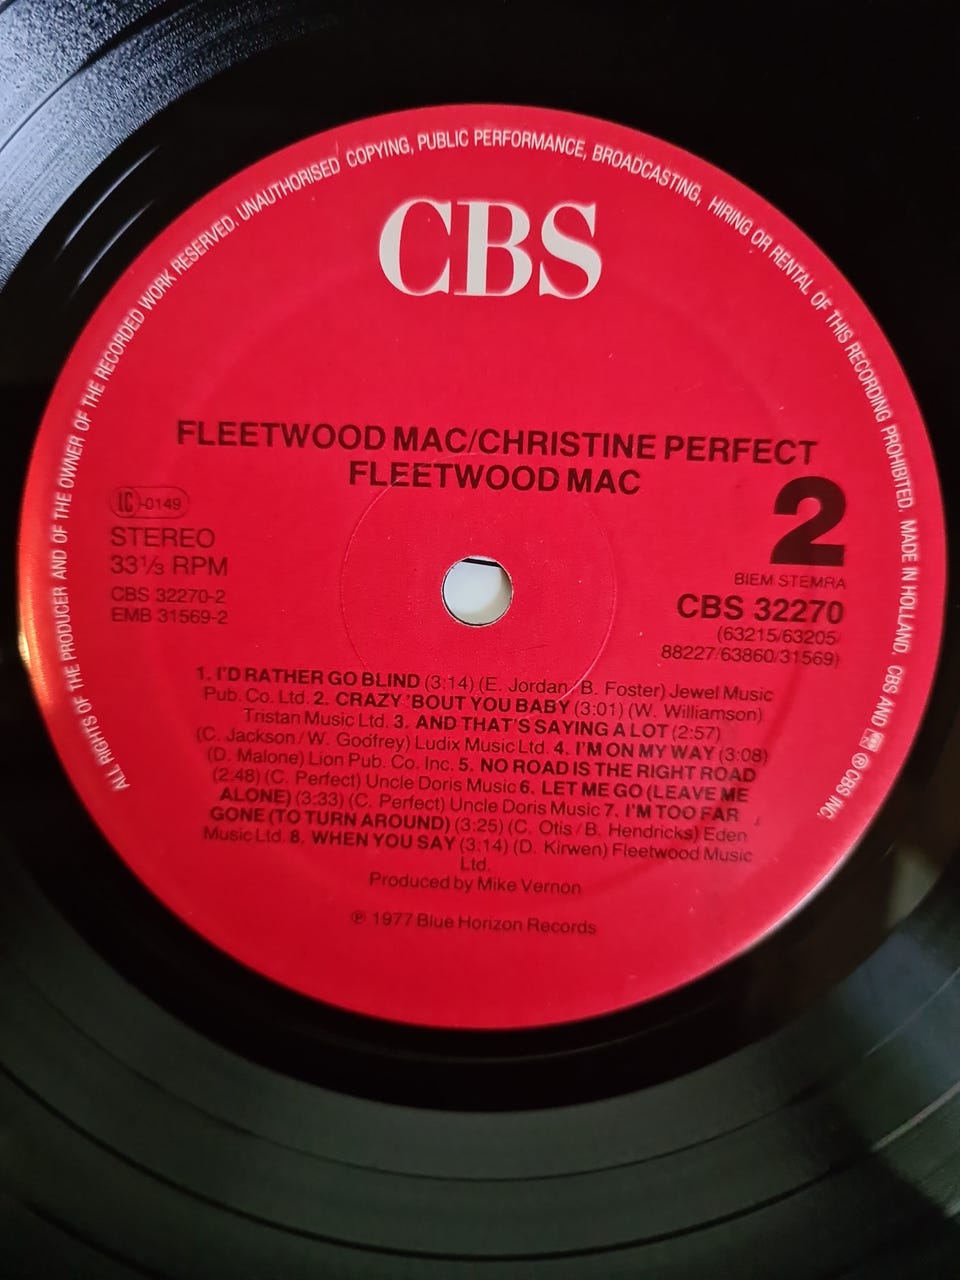 ALL RIGHTS OF THE PRODUCER AND OF THE OWNER OF THE RECORDED WORK RESERVED. UNAUTHORISED COPYING, PUBLIC PERFORMANCE, BROADCASTING, HIRING OR RENTAL OF THIS RECORDING PROHIBITED. MADE IN HOLLAND. CBS AND ℗ CBS INC.
CBS
FLEETWOOD MAC/CHRISTINE PERFECT
FLEETWOOD MAC
LC-0149
STEREO
33⅓ RPM
CBS 32270-2
EMB 31569-2
2
BIEM STEMRA
CBS 32270
(63215/63205
88227/63860/31569)
1. I'D RATHER GO BLIND (3:14) (E. Jordan/B. Foster) Jewel Music
Pub. Co. Ltd. 2. CRAZY 'BOUT YOU BABY (3:01) (W. Williamson)
Tristan Music Ltd. 3. AND THAT'S SAYING A LOT (2:57)
(C. Jackson/W. Godfrey) Ludix Music Ltd. 4. I'M ON MY WAY (3:08)
(D. Malone) Lion Pub. Co. Inc. 5. NO ROAD IS THE RIGHT ROAD
(2:48) (C. Perfect) Uncle Doris Music 6. LET ME GO (LEAVE ME
ALONE) (3:33) (C. Perfect) Uncle Doris Music 7. I'M TOO FAR
GONE (TO TURN AROUND) (3:25) (C. Otis/B. Hendricks) Eden
Music Ltd. 8. WHEN YOU SAY (3:14) (D. Kirwen) Fleetwood Music
Ltd.
Produced by Mike Vernon
℗ 1977 Blue Horizon Records